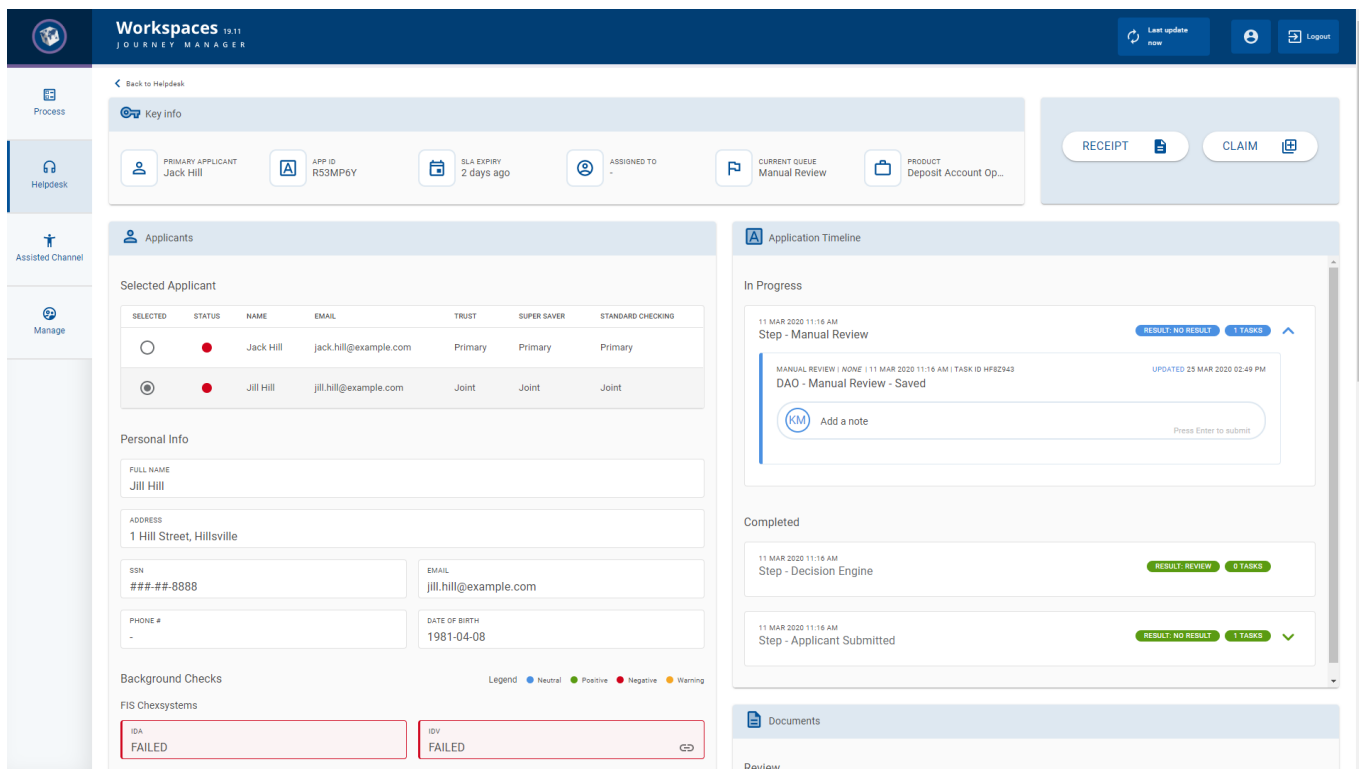 Workspaces 19.11
JOURNEY MANAGER
Last update
now
Logout
Process
Helpdesk
Assisted Channel
Manage
Back to Helpdesk
Key info
PRIMARY APPLICANT
Jack Hill
APP ID
R53MP6Y
SLA EXPIRY
2 days ago
ASSIGNED TO
-
CURRENT QUEUE
Manual Review
PRODUCT
Deposit Account Op...
RECEIPT
CLAIM
Applicants
Selected Applicant
SELECTED STATUS NAME EMAIL TRUST SUPER SAVER STANDARD CHECKING
Jack Hill jack.hill@example.com Primary Primary Primary
Jill Hill jill.hill@example.com Joint Joint Joint
Personal Info
FULL NAME
Jill Hill
ADDRESS
1 Hill Street, Hillsville
SSN
###-##-8888
EMAIL
jill.hill@example.com
PHONE #
-
DATE OF BIRTH
1981-04-08
Background Checks
Legend Neutral Positive Negative Warning
FIS Chexsystems
IDA
FAILED
IDV
FAILED
Application Timeline
In Progress
11 MAR 2020 11:16 AM
Step - Manual Review
RESULT: NO RESULT 1 TASKS
MANUAL REVIEW | NONE | 11 MAR 2020 11:16 AM | TASK ID HF8Z943
UPDATED 25 MAR 2020 02:49 PM
DAO - Manual Review - Saved
KM Add a note
Press Enter to submit
Completed
11 MAR 2020 11:16 AM
Step - Decision Engine
RESULT: REVIEW 0 TASKS
11 MAR 2020 11:16 AM
Step - Applicant Submitted
RESULT: NO RESULT 1 TASKS
Documents
Review